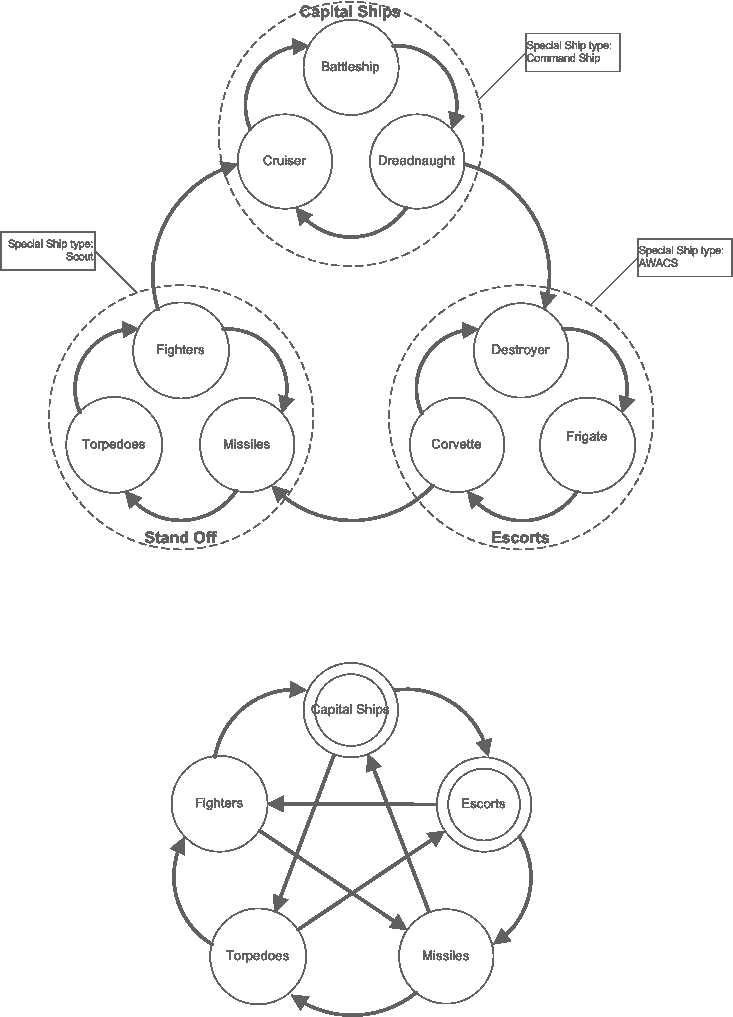 Capital Ships
Special Ship type:
Command Ship
Battleship
Cruiser
Dreadnaught
Special Ship type:
Scout
Special Ship type:
AWACS
Fighters
Destroyer
Torpedoes
Missiles
Corvette
Frigate
Stand Off
Escorts
Capital Ships
Fighters
Escorts
Torpedoes
Missiles